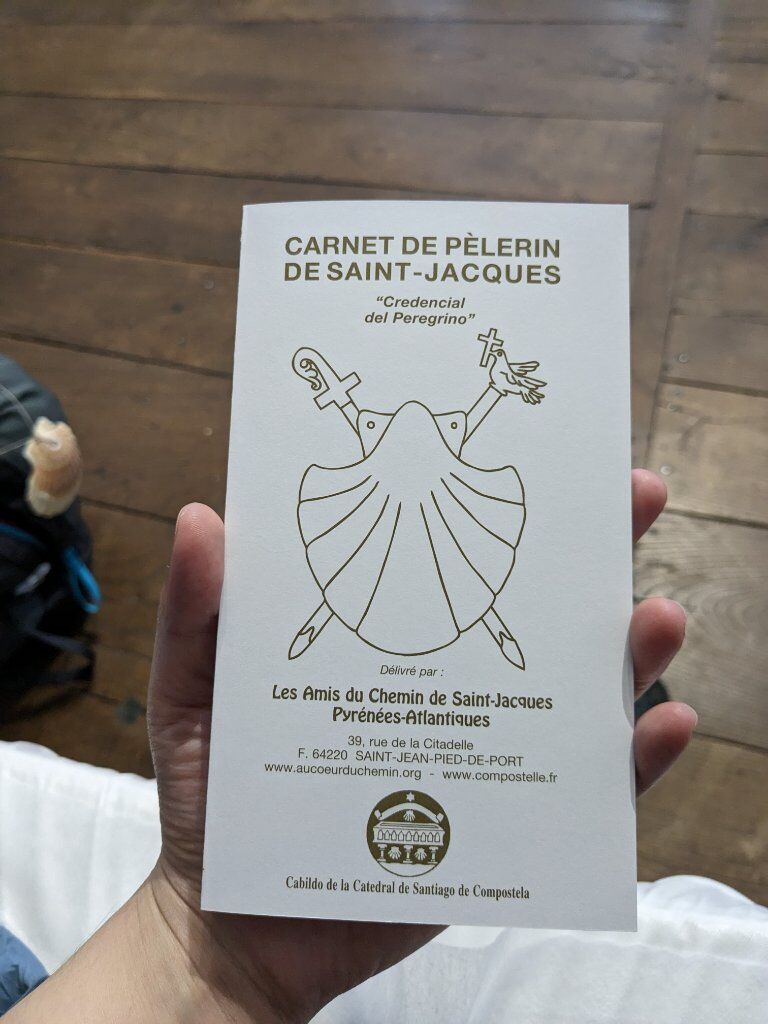 CARNET DE PÈLERIN
DE SAINT-JACQUES
“Credencial
del Peregrino”
Délivré par :
Les Amis du Chemin de Saint-Jacques
Pyrénées-Atlantiques
39, rue de la Citadelle
F. 64220 SAINT-JEAN-PIED-DE-PORT
www.aucoeurduchemin.org - www.compostelle.fr
Cabildo de la Catedral de Santiago de Compostela